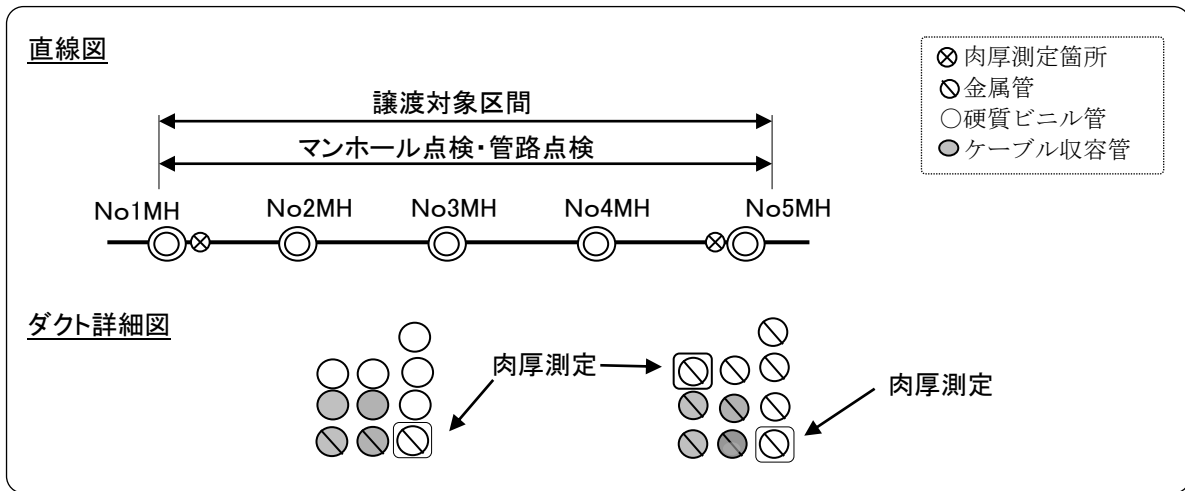 直線図
⊗肉厚測定箇所
⦸金属管
○硬質ビニル管
ケーブル収容管
譲渡対象区間
マンホール点検・管路点検
No1MH
No2MH
No3MH
No4MH
No5MH
ダクト詳細図
肉厚測定
肉厚測定